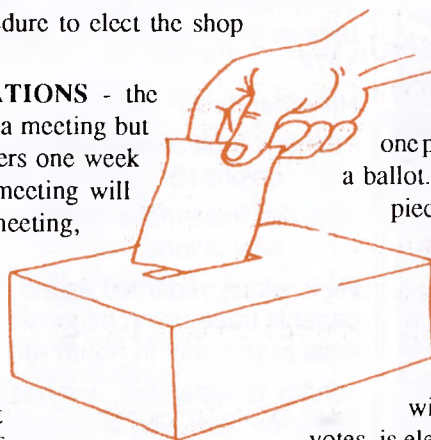 edure to elect the shop
ATIONS - the
a meeting but
ers one week
meeting will
neeting,
one p
a ballot.
piec
wi
votes, is ele